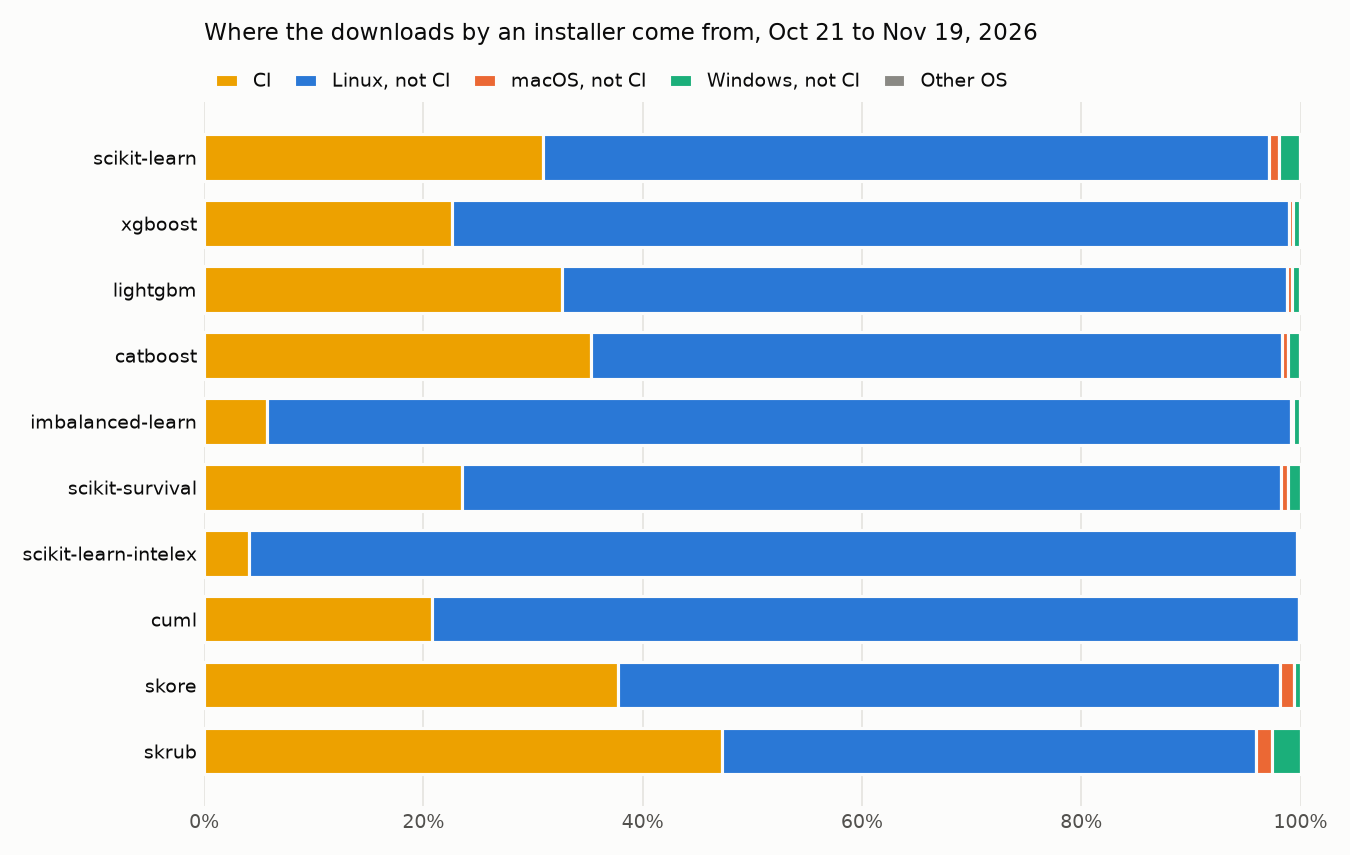 Where the downloads by an installer come from, Oct 21 to Nov 19, 2026
CI
Linux, not CI
macOS, not CI
Windows, not CI
Other OS
scikit-learn
xgboost
lightgbm
catboost
imbalanced-learn
scikit-survival
scikit-learn-intelex
cuml
skore
skrub
0%
20%
40%
60%
80%
100%